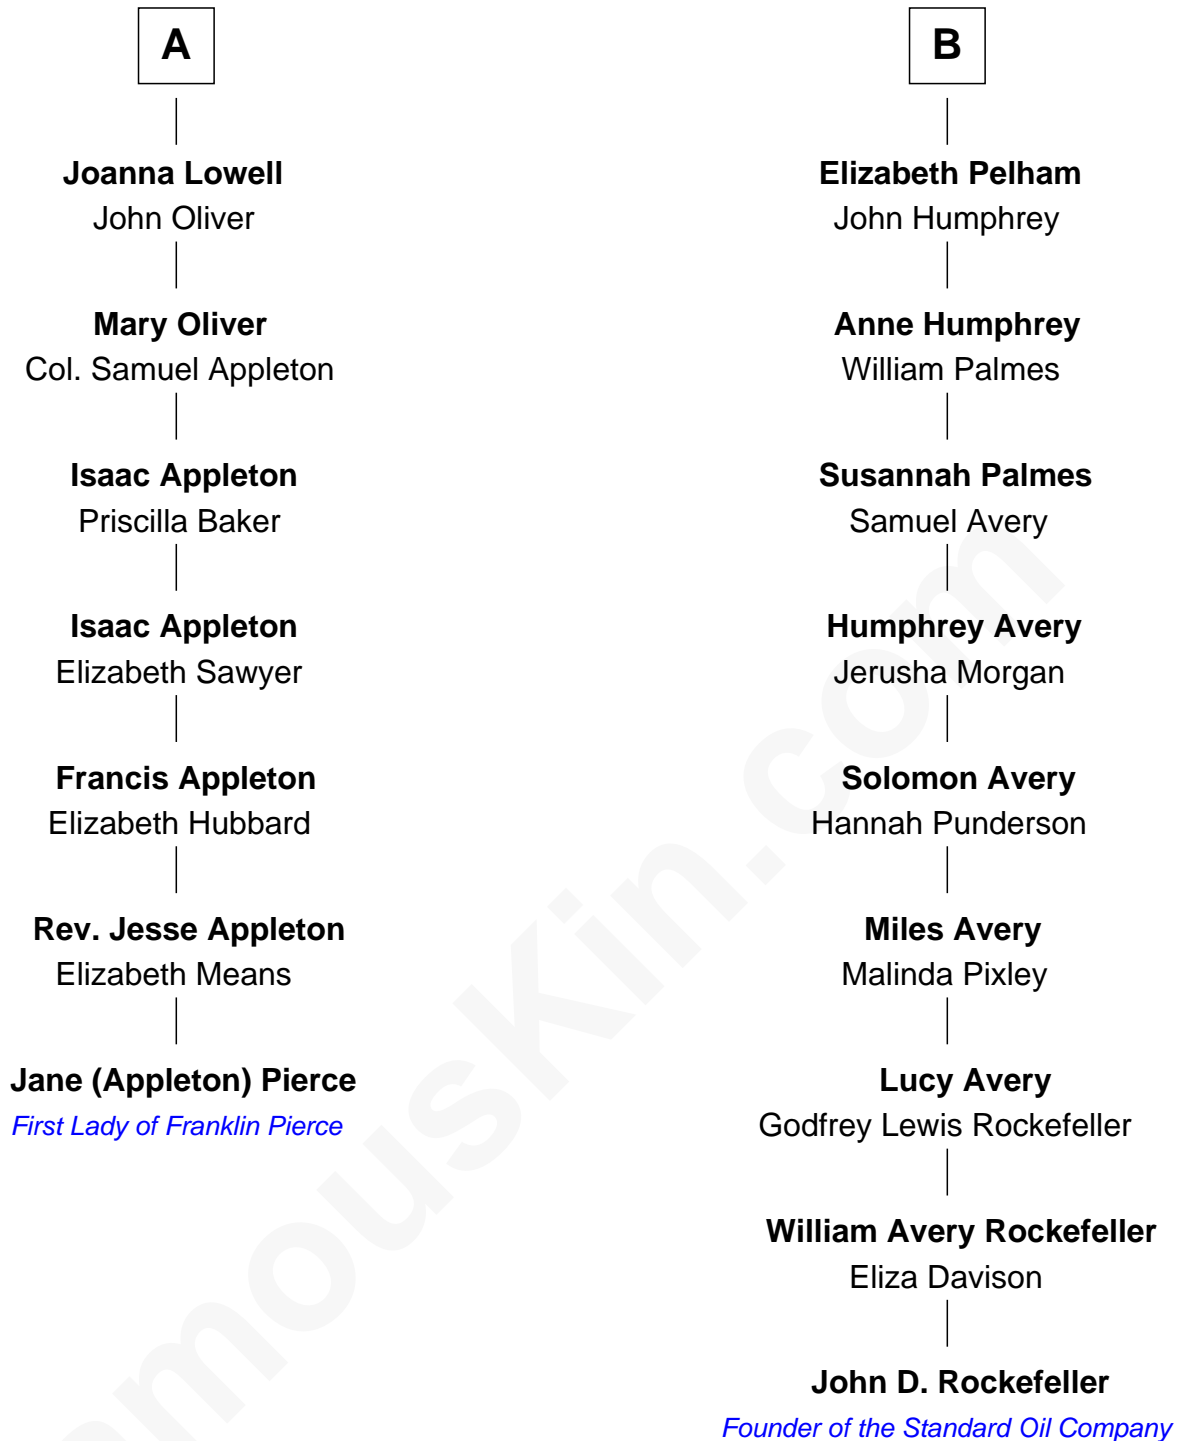 A
Joanna Lowell
John Oliver
Mary Oliver
Col. Samuel Appleton
Isaac Appleton
Priscilla Baker
Isaac Appleton
Elizabeth Sawyer
Francis Appleton
Elizabeth Hubbard
Rev. Jesse Appleton
Elizabeth Means
Jane (Appleton) Pierce
First Lady of Franklin Pierce
B
Elizabeth Pelham
John Humphrey
Anne Humphrey
William Palmes
Susannah Palmes
Samuel Avery
Humphrey Avery
Jerusha Morgan
Solomon Avery
Hannah Punderson
Miles Avery
Malinda Pixley
Lucy Avery
Godfrey Lewis Rockefeller
William Avery Rockefeller
Eliza Davison
John D. Rockefeller
Founder of the Standard Oil Company
amousKin.com